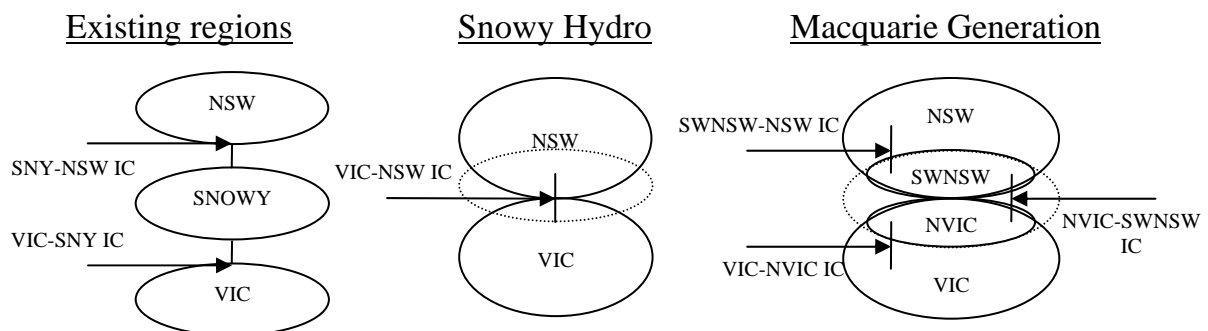 Existing regions
NSW
SNY-NSW IC
SNOWY
VIC-SNY IC
VIC
Snowy Hydro
NSW
VIC-NSW IC
VIC
Macquarie Generation
SWNSW-NSW IC
NSW
SWNSW
NVIC
NVIC-SWNSW
IC
VIC-NVIC IC
VIC